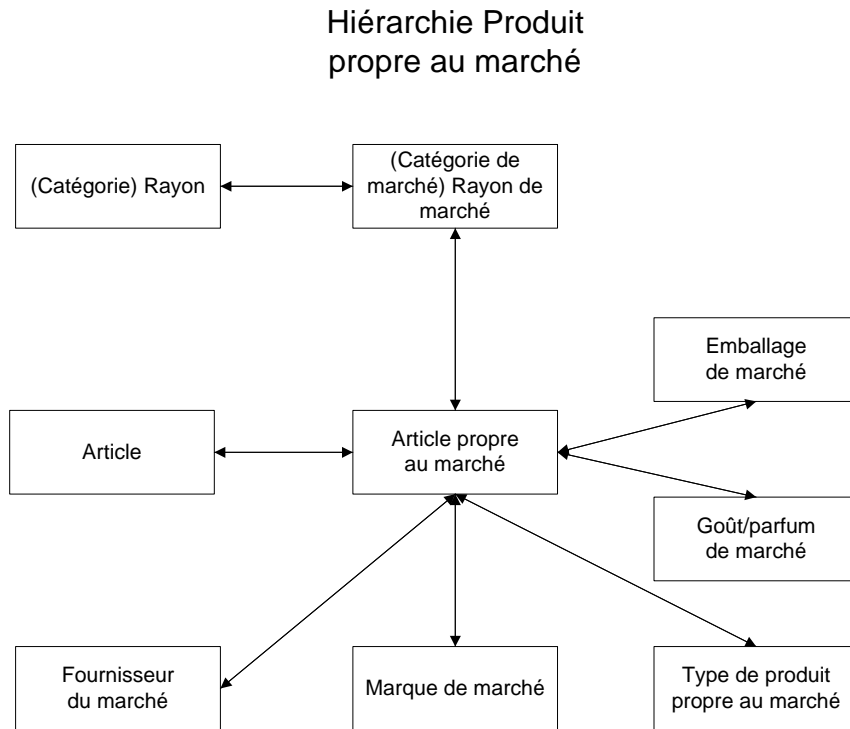 Hiérarchie Produit
propre au marché
(Catégorie) Rayon
(Catégorie de
marché) Rayon de
marché
Emballage
de marché
Article
Article propre
au marché
Goût/parfum
de marché
Fournisseur
du marché
Marque de marché
Type de produit
propre au marché